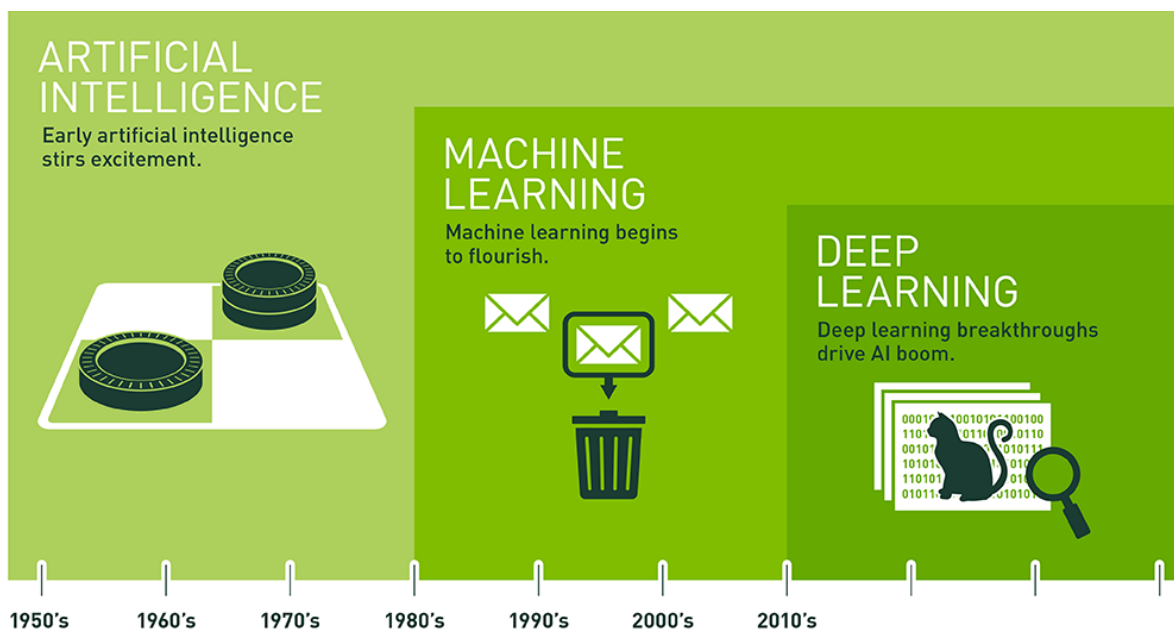 ARTIFICIAL
INTELLIGENCE
Early artificial intelligence
stirs excitement.
MACHINE
LEARNING
Machine learning begins
to flourish.
DEEP
LEARNING
Deep learning breakthroughs
drive AI boom.
1950's
1960's
1970's
1980's
1990's
2000's
2010's